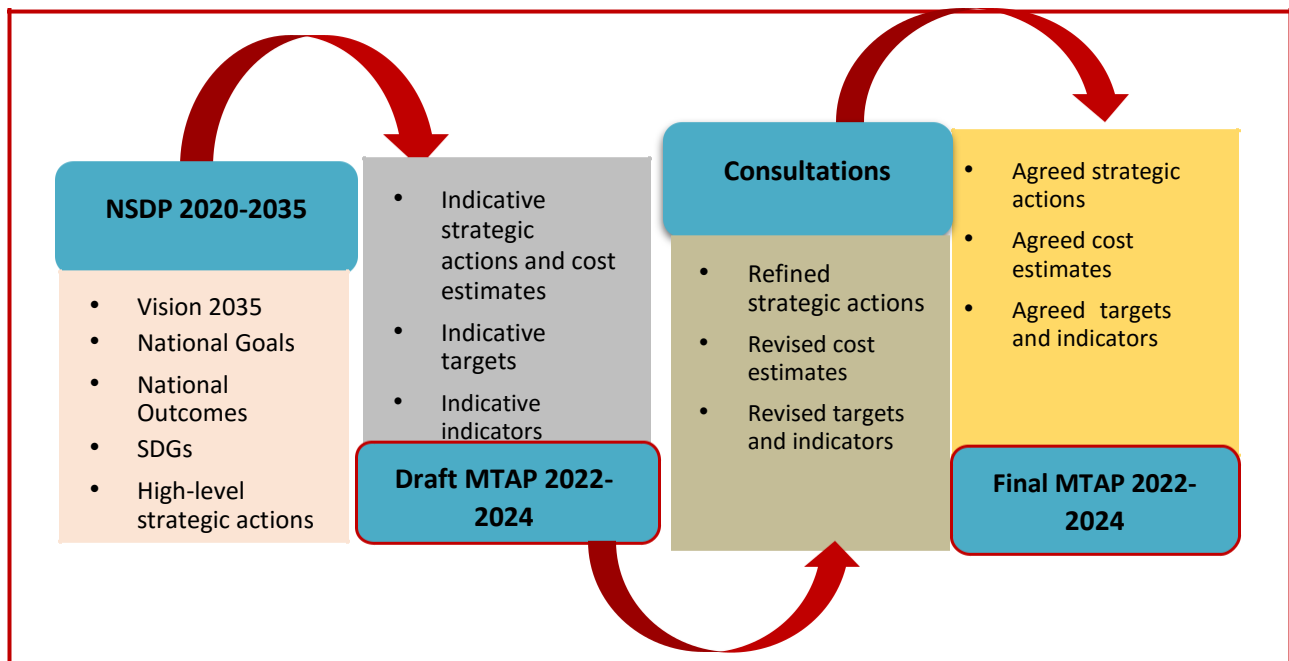 NSDP 2020-2035
• Vision 2035
• National Goals
• National
Outcomes
• SDGs
• High-level
strategic actions
• Indicative
strategic
actions and cost
estimates
• Indicative
targets
• Indicative
indicators
Draft MTAP 2022-
2024
Consultations
• Refined
strategic actions
• Revised cost
estimates
• Revised targets
and indicators
• Agreed strategic
actions
• Agreed cost
estimates
• Agreed targets
and indicators
Final MTAP 2022-
2024